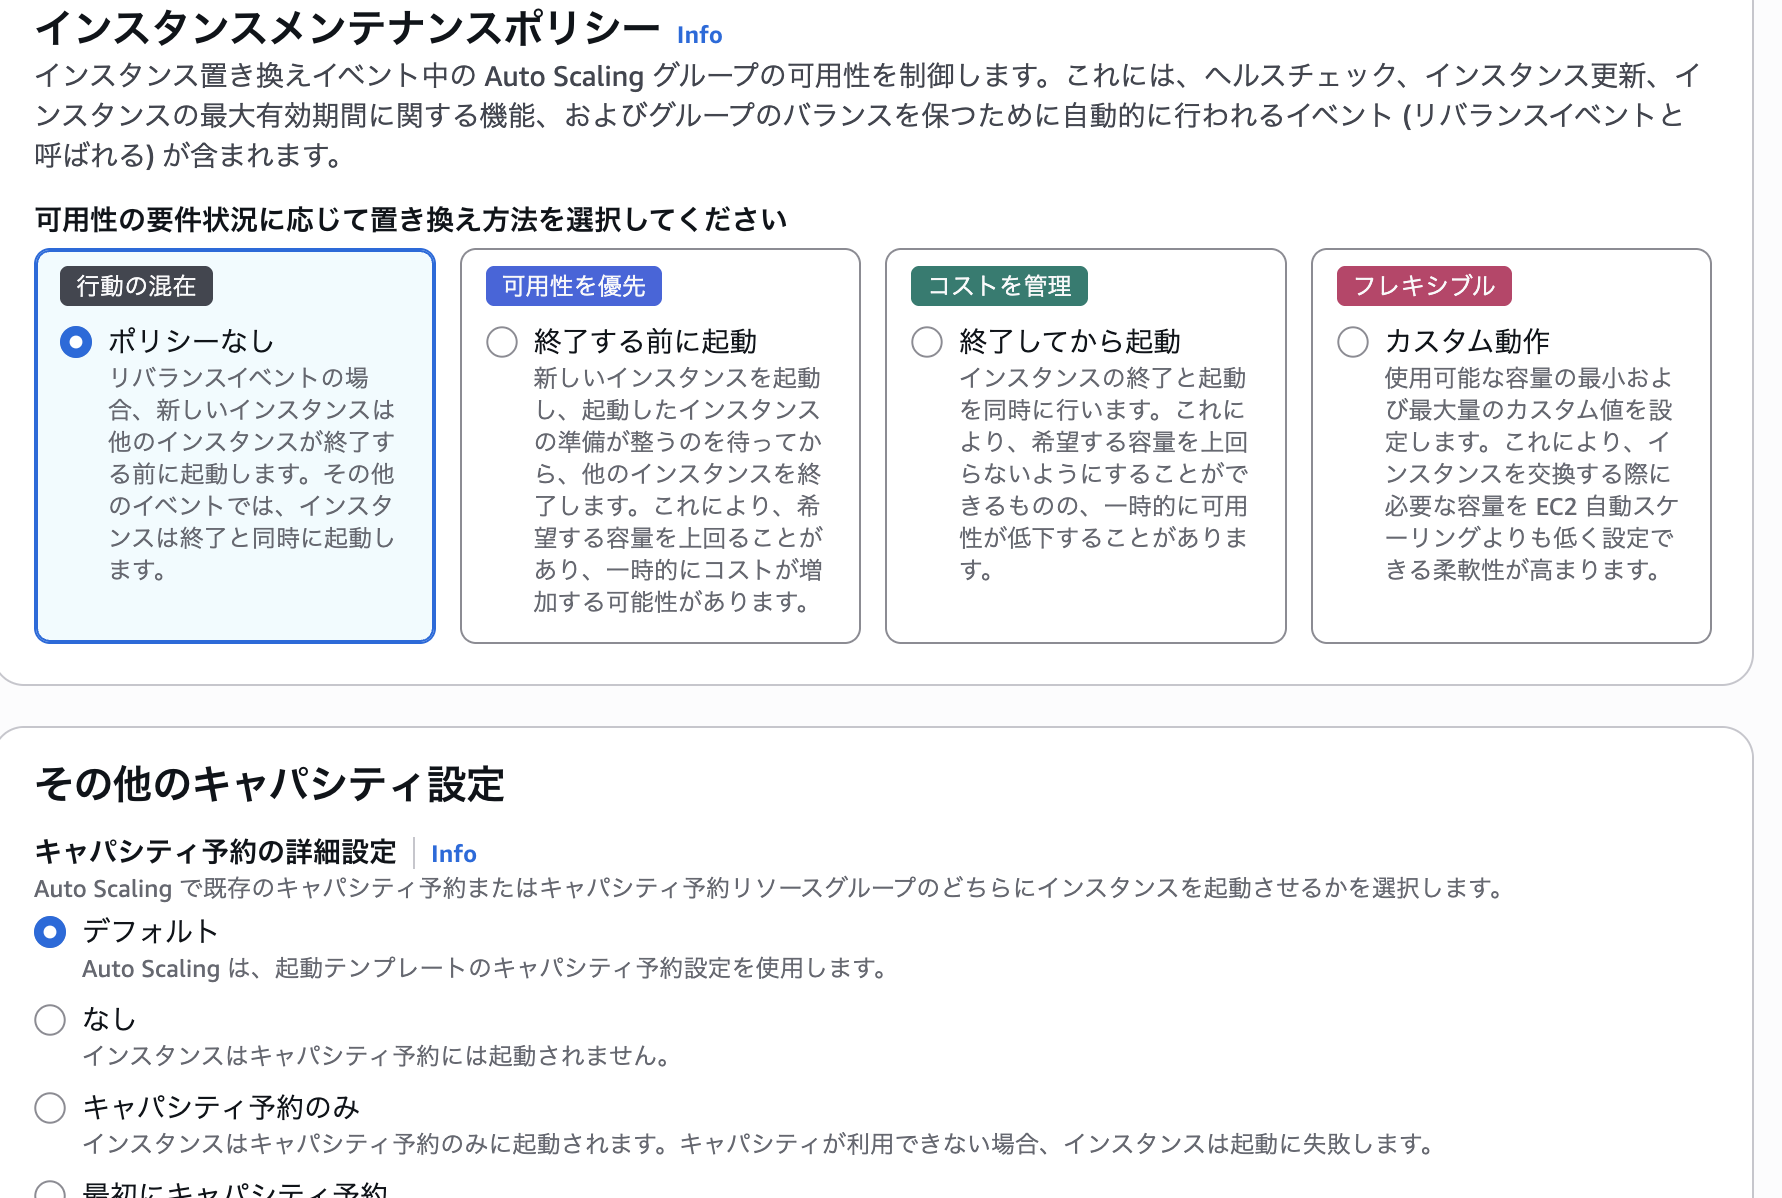 インスタンスメンテナンスポリシー Info
インスタンス置き換えイベント中の Auto Scaling グループの可用性を制御します。これには、ヘルスチェック、インスタンス更新、イ
ンスタンスの最大有効期間に関する機能、およびグループのバランスを保つために自動的に行われるイベント (リバランスイベントと
呼ばれる) が含まれます。
可用性の要件状況に応じて置き換え方法を選択してください
行動の混在
ポリシーなし
リバランスイベントの場
合、新しいインスタンスは
他のインスタンスが終了す
る前に起動します。その他
のイベントでは、インスタ
ンスは終了と同時に起動し
ます。
可用性を優先
終了する前に起動
新しいインスタンスを起動
し、起動したインスタンス
の準備が整うのを待ってか
ら、他のインスタンスを終
了します。これにより、希
望する容量を上回ることが
あり、一時的にコストが増
加する可能性があります。
コストを管理
終了してから起動
インスタンスの終了と起動
を同時に行います。これに
より、希望する容量を上回
らないようにすることがで
きるものの、一時的に可用
性が低下することがありま
す。
フレキシブル
カスタム動作
使用可能な容量の最小およ
び最大量のカスタム値を設
定します。これにより、イ
ンスタンスを交換する際に
必要な容量を EC2 自動スケ
ーリングよりも低く設定で
きる柔軟性が高まります。
その他のキャパシティ設定
キャパシティ予約の詳細設定 Info
Auto Scaling で既存のキャパシティ予約またはキャパシティ予約リソースグループのどちらにインスタンスを起動させるかを選択します。
デフォルト
Auto Scaling は、起動テンプレートのキャパシティ予約設定を使用します。
なし
インスタンスはキャパシティ予約には起動されません。
キャパシティ予約のみ
インスタンスはキャパシティ予約のみに起動されます。キャパシティが利用できない場合、インスタンスは起動に失敗します。
最初にキャパシティ予約